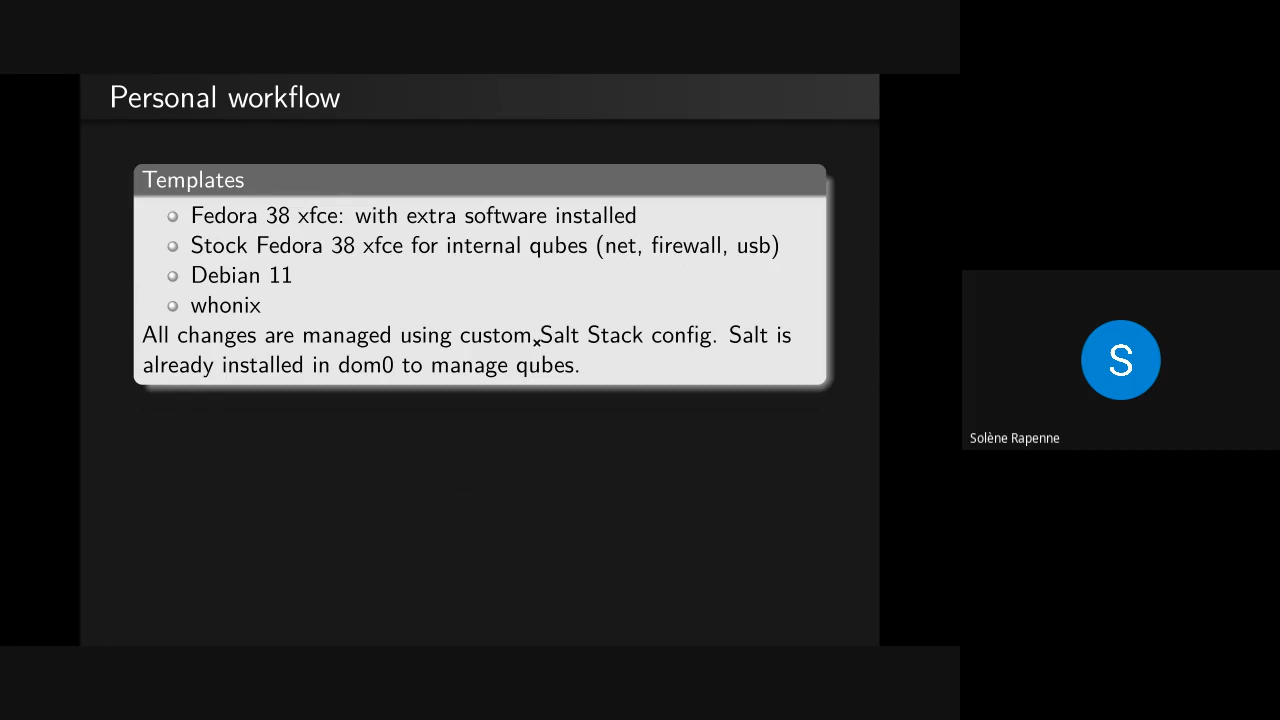 Personal workflow
Templates
Fedora 38 xfce: with extra software installed
Stock Fedora 38 xfce for internal qubes (net, firewall, usb)
Debian 11
whonix
All changes are managed using custom Salt Stack config. Salt is
already installed in dom0 to manage qubes.
S
Solène Rapenne